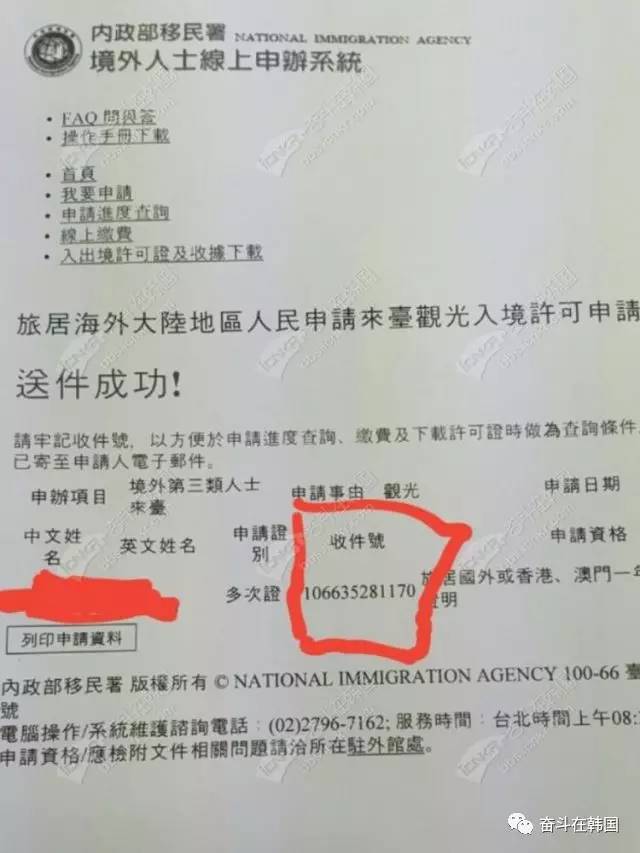 內政部移民署 NATIONAL IMMIGRATION AGENCY
境外人士線上申辦系統
FAQ 問與答
操作手冊下載
首頁
我要申請
申請進度查詢
線上繳費
入出境許可證及收據下載
旅居海外大陸地區人民申請來臺觀光入境許可申請
送件成功!
請牢記收件號, 以方便於申請進度查詢、繳費及下載許可證時做為查詢條件.
已寄至申請人電子郵件。
申辦項目 境外第三類人士來臺 申請事由 觀光 申請日期
中文姓名 英文姓名 申請證別 收件號 申請資格
多次證 106635281170 旅居國外或香港、澳門一年
證明
列印申請資料
內政部移民署 版權所有 © NATIONAL IMMIGRATION AGENCY 100-66 臺
號
電腦操作/系統維護諮詢電話:(02)2796-7162; 服務時間:台北時間上午08:
申請資格/應檢附文件相關問題請洽所在駐外館處。
奋斗在韩国